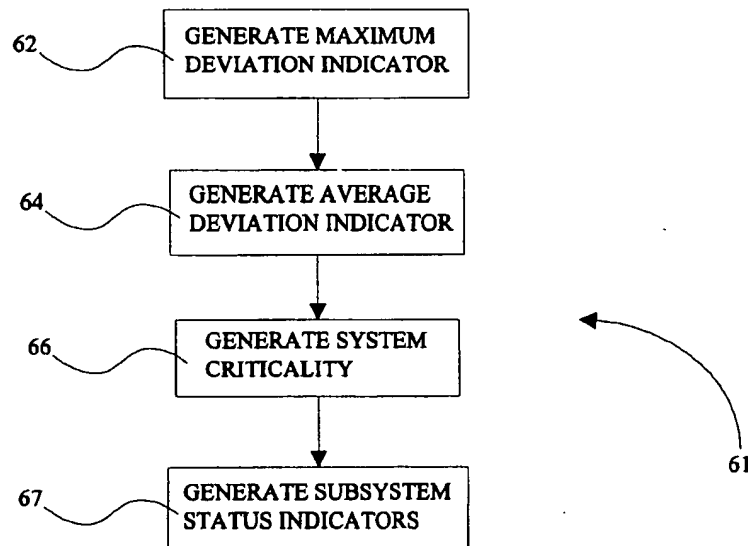 62
GENERATE MAXIMUM
DEVIATION INDICATOR
64
GENERATE AVERAGE
DEVIATION INDICATOR
66
GENERATE SYSTEM
CRITICALITY
61
67
GENERATE SUBSYSTEM
STATUS INDICATORS